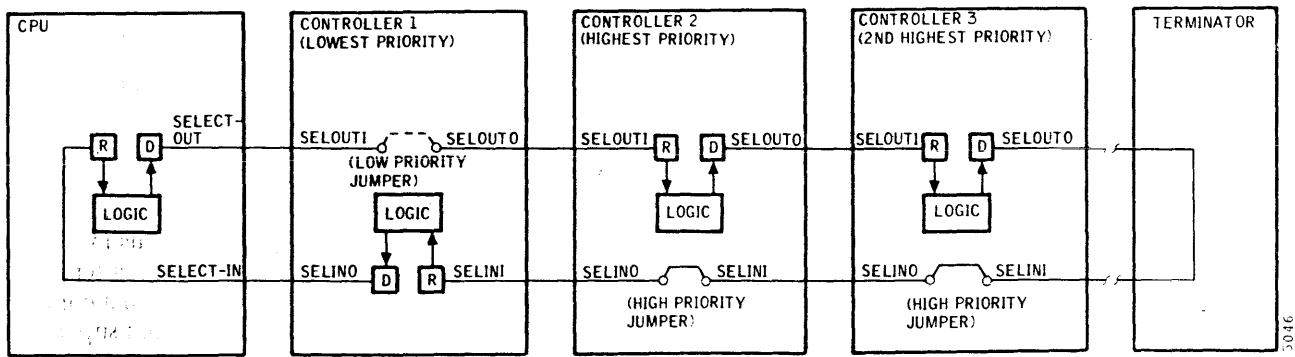 CPU
CONTROLLER 1
(LOWEST PRIORITY)
CONTROLLER 2
(HIGHEST PRIORITY)
CONTROLLER 3
(2ND HIGHEST PRIORITY)
TERMINATOR
SELECT-
OUT
R
D
LOGIC
SELECT-IN
SELOUTI
SELOUTO
(LOW PRIORITY
JUMPER)
LOGIC
SELINO
D
R
SELINI
SELOUTI
R
D
SELOUTO
LOGIC
SELINO
SELINI
(HIGH PRIORITY
JUMPER)
SELOUTI
R
D
SELOUTO
LOGIC
SELINO
SELINI
(HIGH PRIORITY
JUMPER)